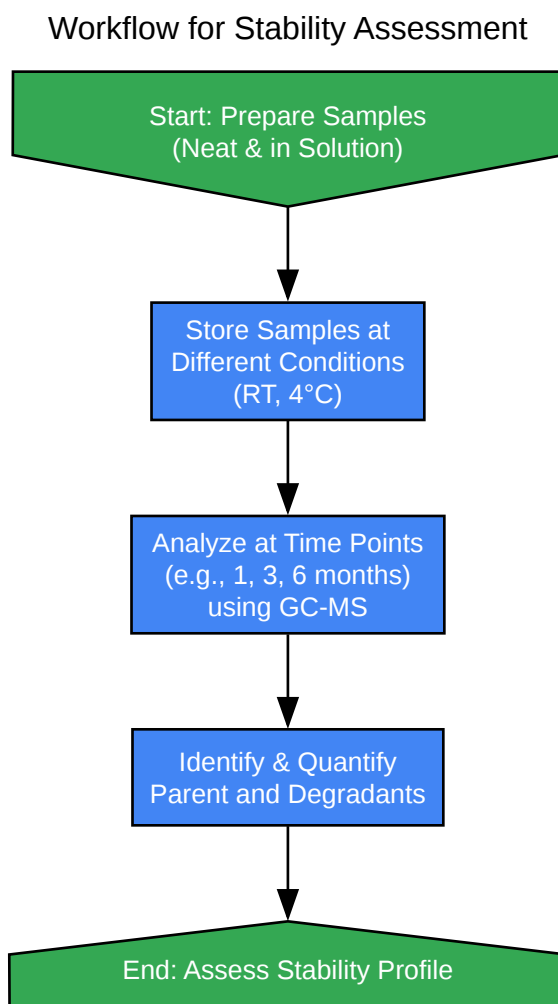 Workflow for Stability Assessment
Start: Prepare Samples
(Neat & in Solution)
Store Samples at
Different Conditions
(RT, 4°C)
Analyze at Time Points
(e.g., 1, 3, 6 months)
using GC-MS
Identify & Quantify
Parent and Degradants
End: Assess Stability Profile